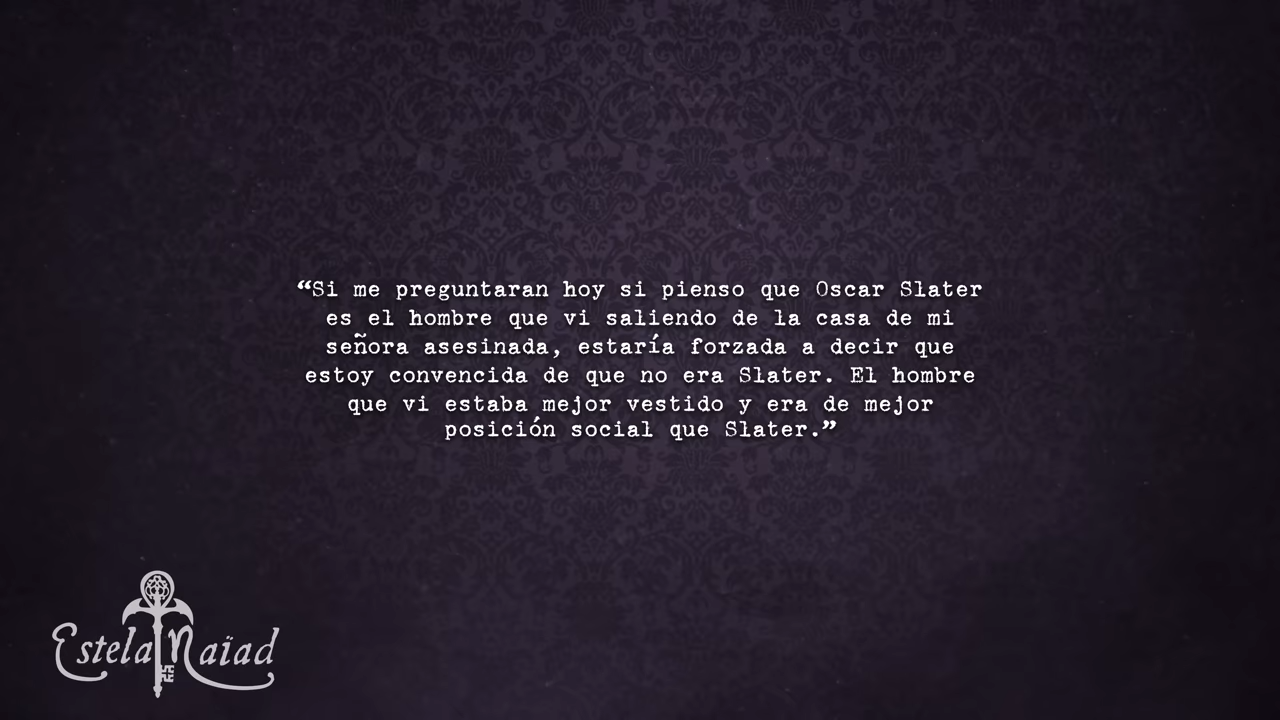 “Si me preguntaran hoy si pienso que Oscar Slater
es el hombre que vi saliendo de la casa de mi
señora asesinada, estaría forzada a decir que
estoy convencida de que no era Slater. El hombre
que vi estaba mejor vestido y era de mejor
posición social que Slater.”
Estela Naïad